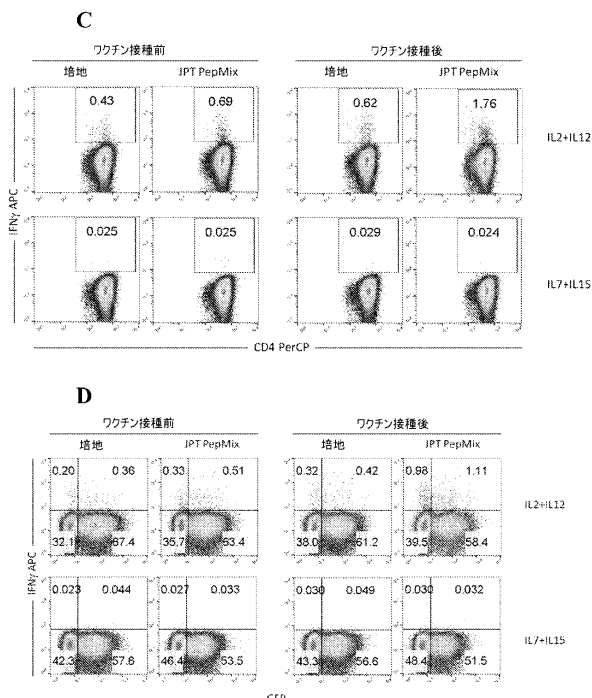 C
ワクチン接種前 ワクチン接種後
培地 JPT PepMix 培地 JPT PepMix
0.43 0.69 0.62 1.76
IL2+IL12
IFNγ APC
0.025 0.025 0.029 0.024
IL7+IL15
CD4 PerCP
D
ワクチン接種前 ワクチン接種後
培地 JPT PepMix 培地 JPT PepMix
0.20 0.36 0.33 0.51 0.32 0.42 0.98 1.11
IL2+IL12
32.1 67.4 35.7 63.4 38.0 61.2 39.5 58.4
IFNγ APC
0.023 0.044 0.027 0.033 0.030 0.049 0.030 0.032
IL7+IL15
42.3 57.6 46.4 53.5 43.3 56.6 48.4 51.5